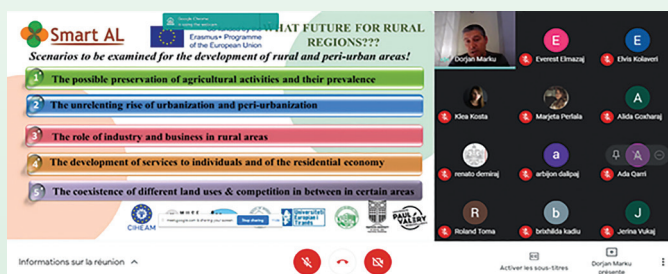 Smart AL
Erasmus+ Programme
of the European Union
WHAT FUTURE FOR RURAL
REGIONS???
Scenarios to be examined for the development of rural and peri-urban areas!
1 The possible preservation of agricultural activities and their prevalence
2 The unrelenting rise of urbanization and peri-urbanization
3 The role of industry and business in rural areas
4 The development of services to individuals and of the residential economy
5 The coexistence of different land uses & competition in between in certain areas
CIHEAM
Stop sharing
Universiteti
Europian i
Tiranës
PAUL
VALÉRY
Dorjan Marku
E
Everest Elmazaj
E
Elvis Kolaveri
Klea Kosta
Marjeta Perlala
A
Alida Goxharaj
renato demiraj
a
arbijon dalipaj
A
Ada Qarri
R
Roland Toma
b
brishilda kadiu
J
Jerina Vukaj
Informations sur la réunion
Activer les sous-titres
Dorjan Marku
présente